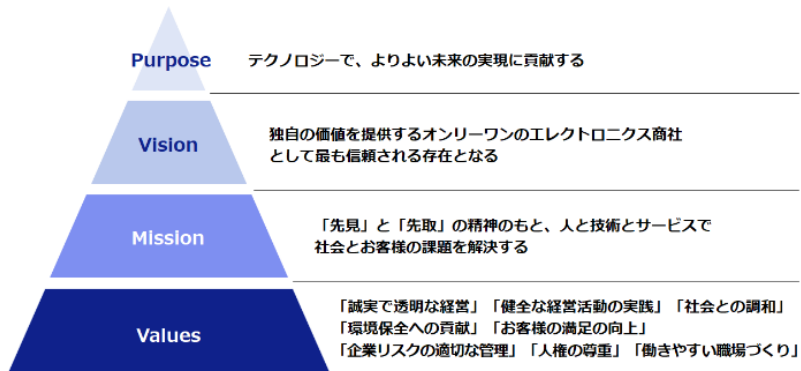 Purpose
テクノロジーで、よりよい未来の実現に貢献する
Vision
独自の価値を提供するオンリーワンのエレクトロニクス商社
として最も信頼される存在となる
Mission
「先見」と「先取」の精神のもと、人と技術とサービスで
社会とお客様の課題を解決する
Values
「誠実で透明な経営」「健全な経営活動の実践」「社会との調和」
「環境保全への貢献」「お客様の満足の向上」
「企業リスクの適切な管理」「人権の尊重」「働きやすい職場づくり」